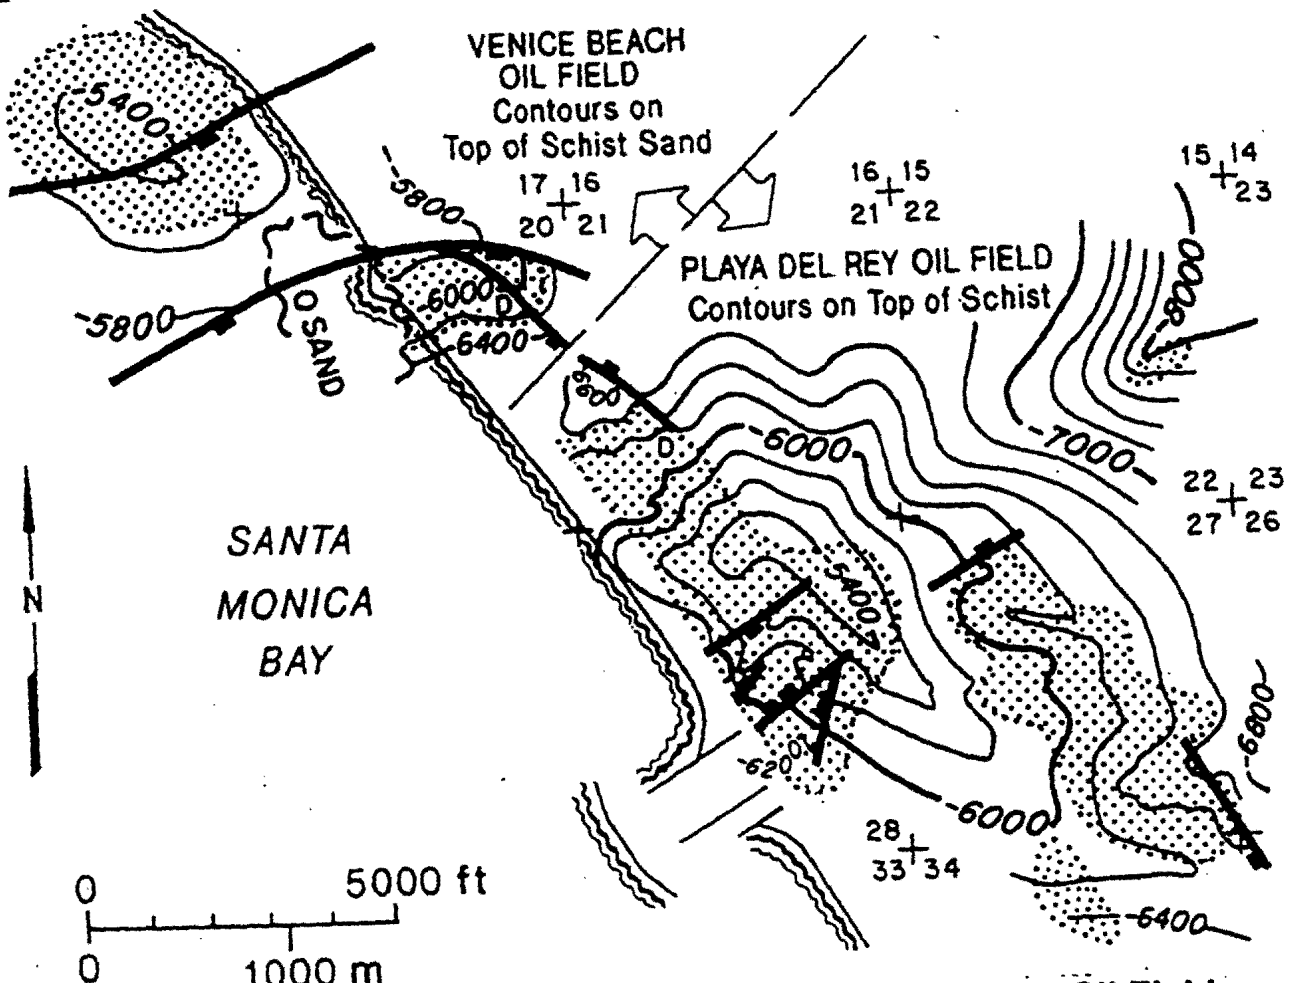 VENICE BEACH
OIL FIELD
Contours on
Top of Schist Sand
-5400
-5800
17 16
20 21
16 15
21 22
15 14
23
PLAYA DEL REY OIL FIELD
Contours on Top of Schist
-8000
-5800
O SAND
-6000
D
-6400
6600
D
-6000
-7000
22 23
27 26
SANTA
MONICA
BAY
N
-5400
-6200
-6000
-6800
28
33 34
-6400
0 5000 ft
0 1000 m